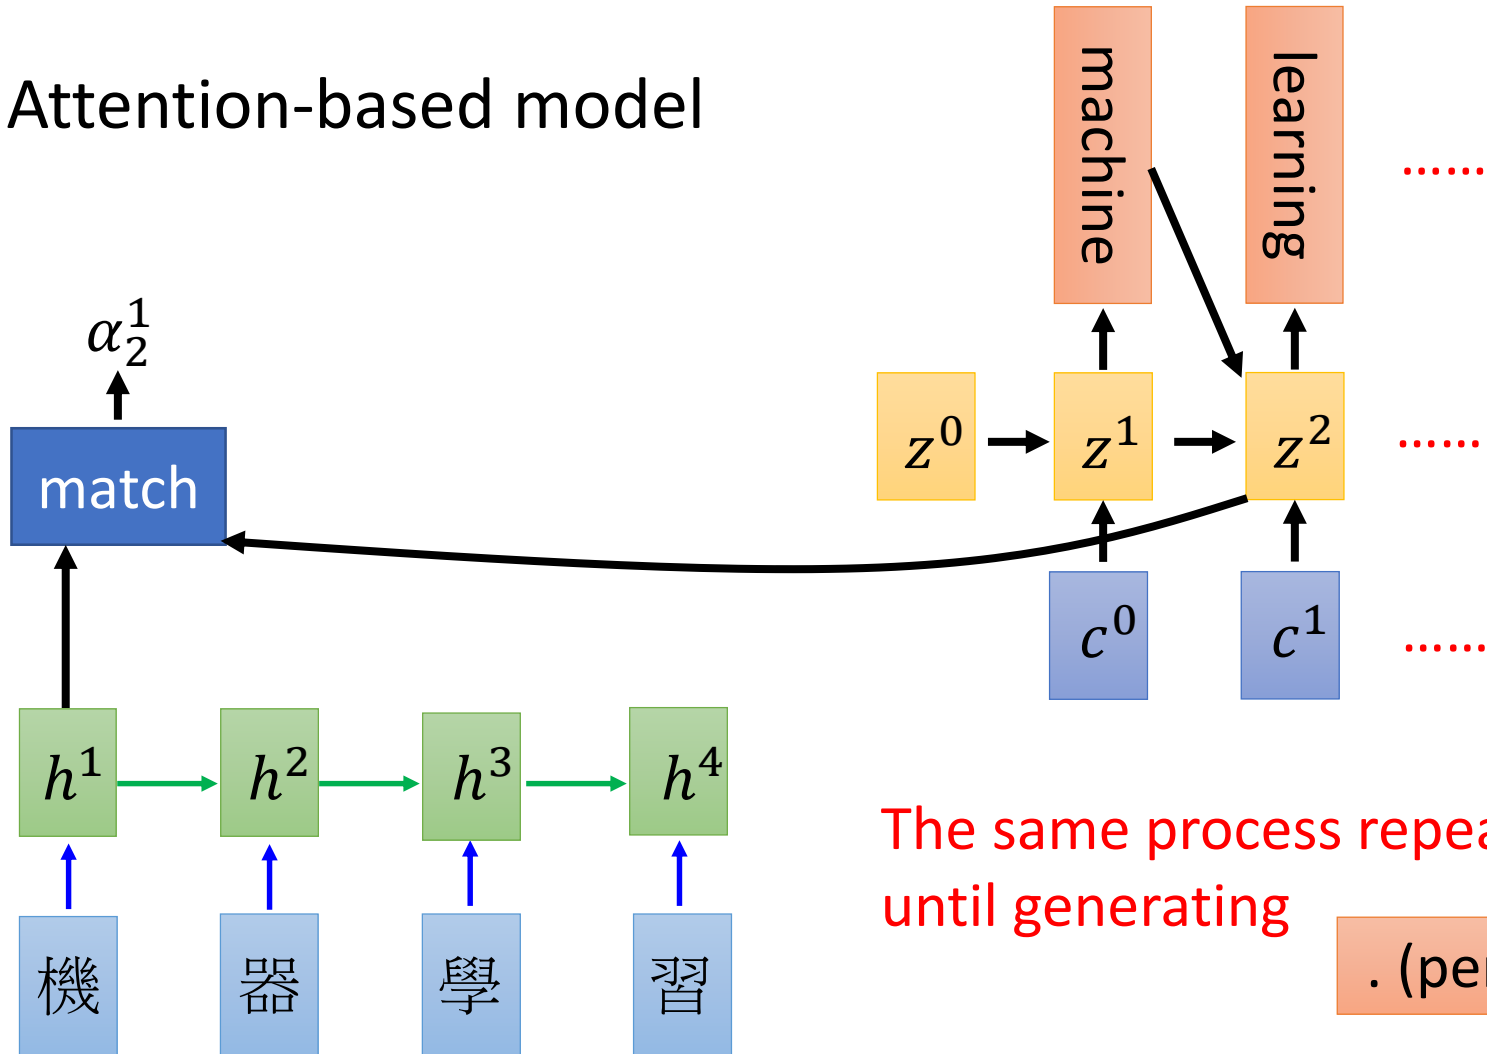 Attention-based model
machine
learning
……
α₂¹
match
z⁰
z¹
z²
……
c⁰
c¹
……
h¹
h²
h³
h⁴
The same process repea
until generating
. (per
機
器
學
習